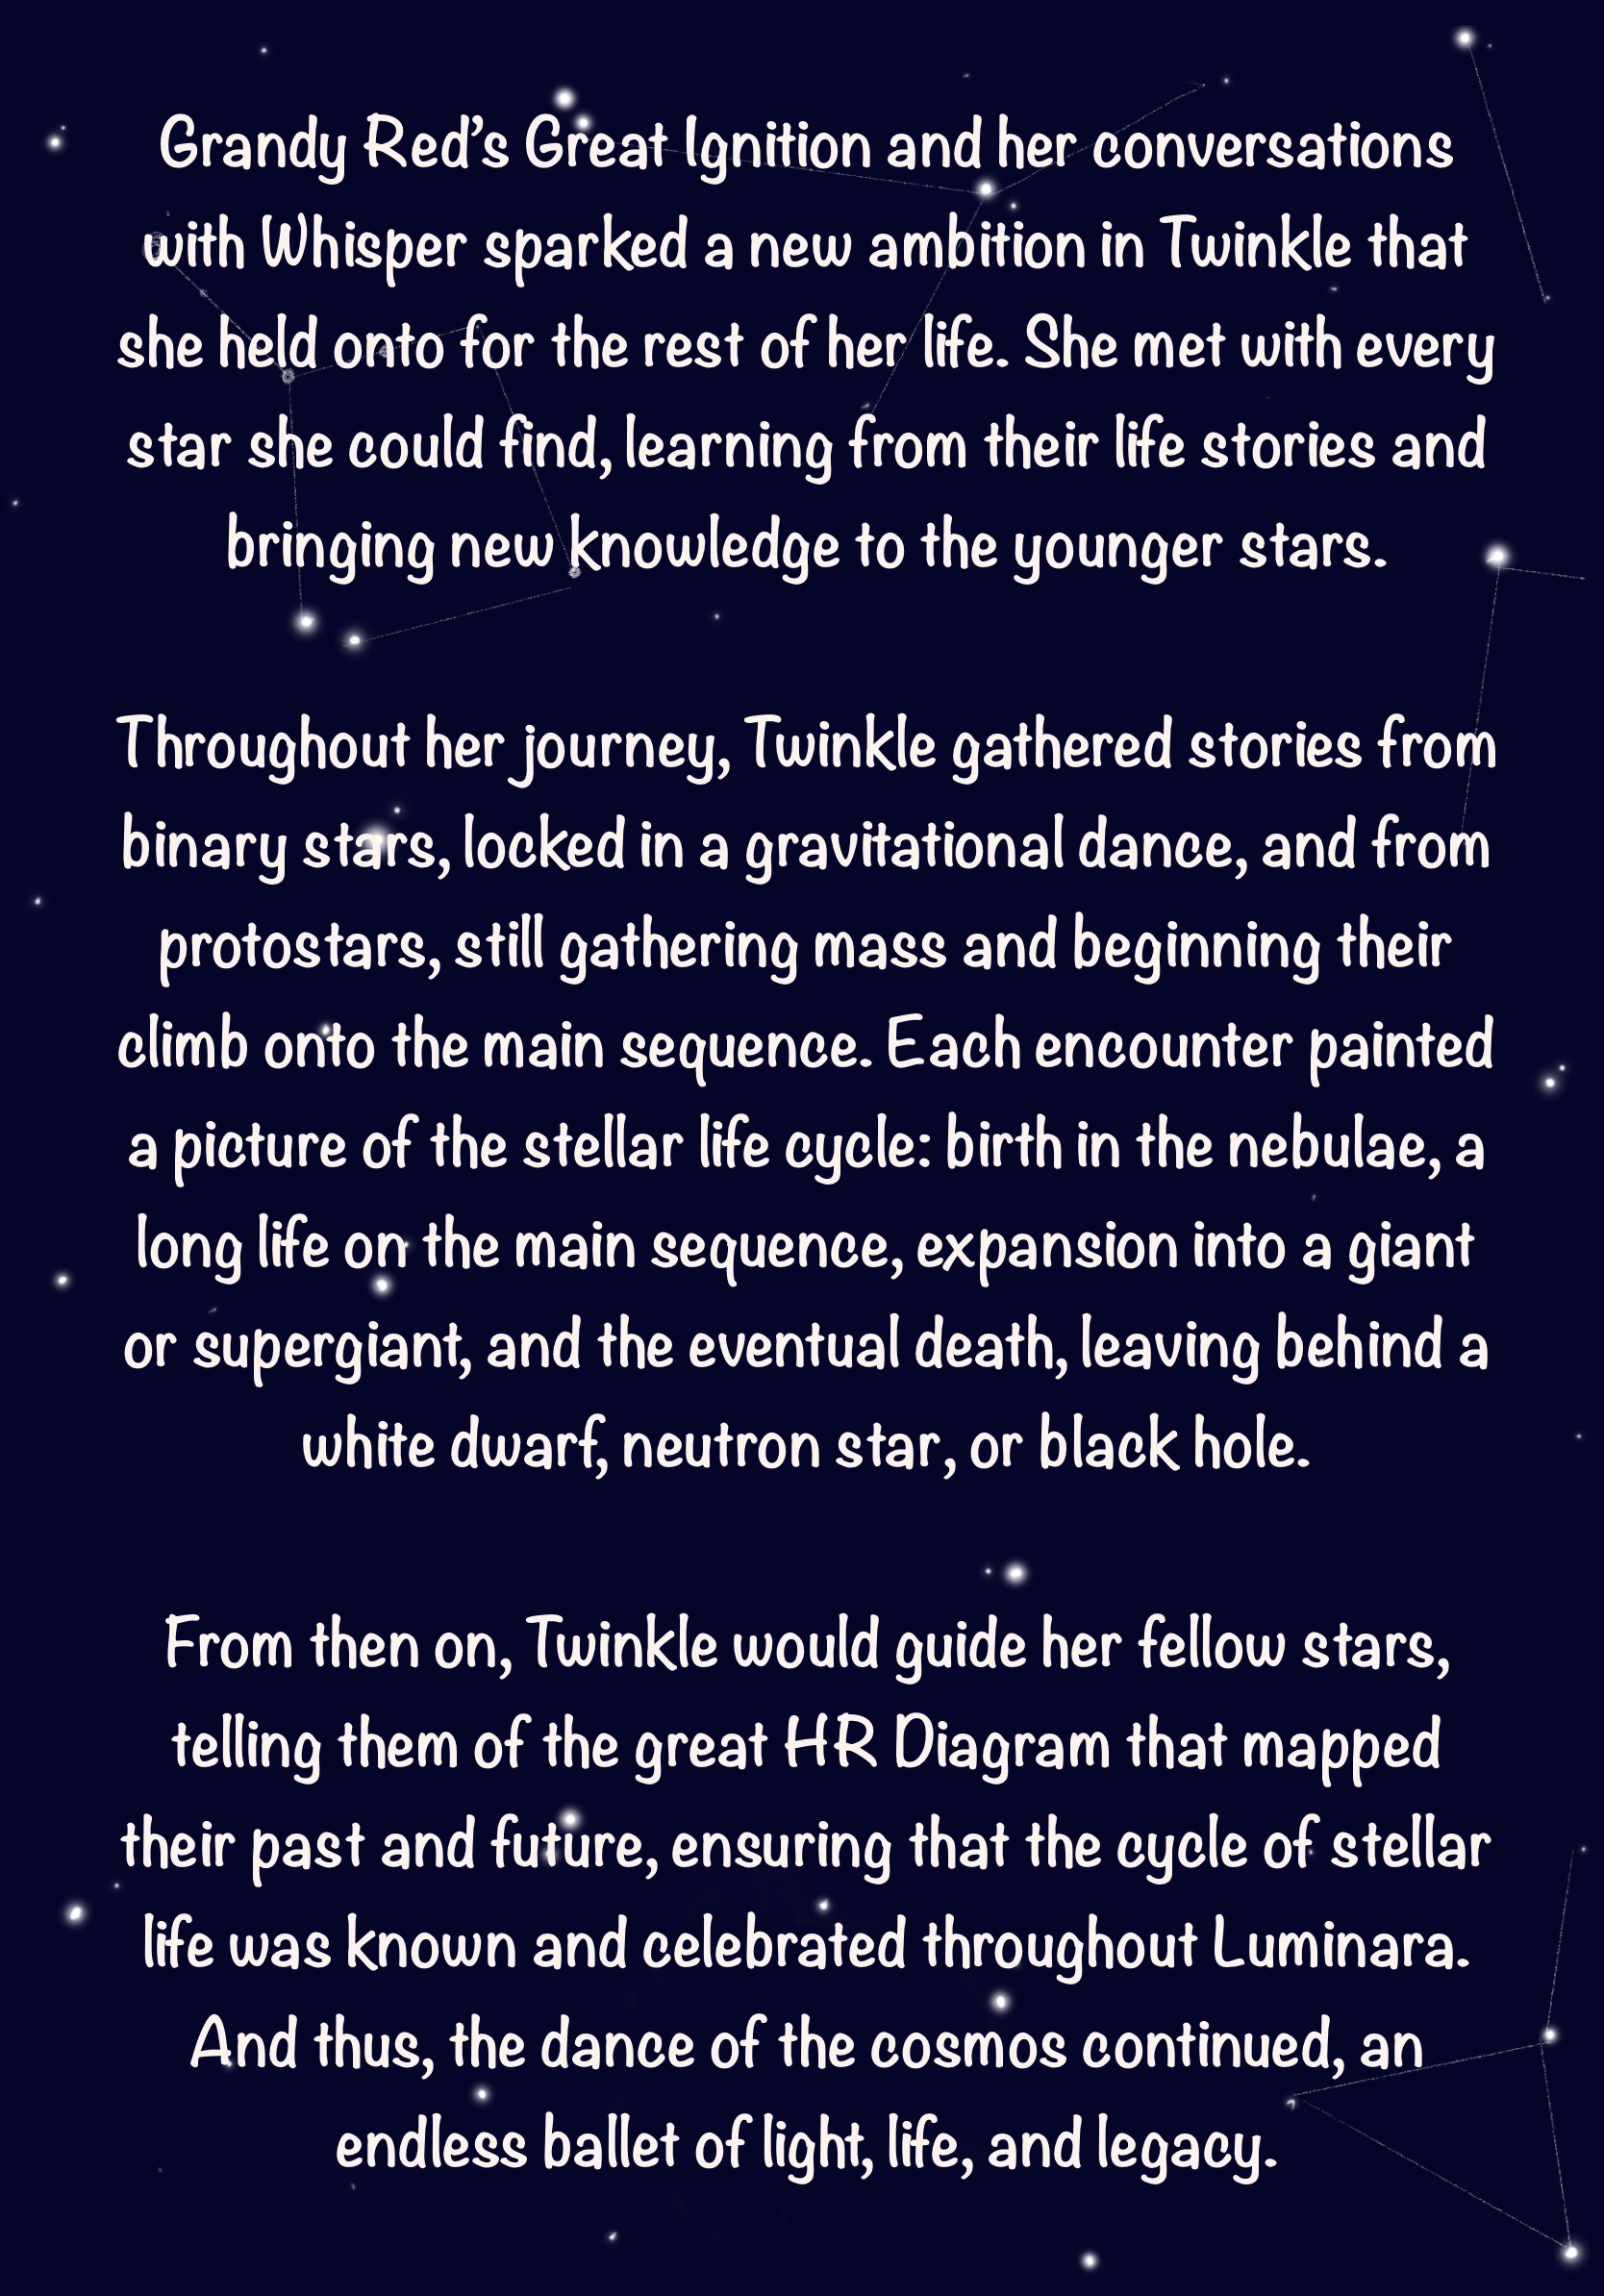 Grandy Red’s Great Ignition and her conversations
with Whisper sparked a new ambition in Twinkle that
she held onto for the rest of her life. She met with every
star she could find, learning from their life stories and
bringing new knowledge to the younger stars.
Throughout her journey, Twinkle gathered stories from
binary stars, locked in a gravitational dance, and from
protostars, still gathering mass and beginning their
climb onto the main sequence. Each encounter painted
a picture of the stellar life cycle: birth in the nebulae, a
long life on the main sequence, expansion into a giant
or supergiant, and the eventual death, leaving behind a
white dwarf, neutron star, or black hole.
From then on, Twinkle would guide her fellow stars,
telling them of the great HR Diagram that mapped
their past and future, ensuring that the cycle of stellar
life was known and celebrated throughout Luminara.
And thus, the dance of the cosmos continued, an
endless ballet of light, life, and legacy.